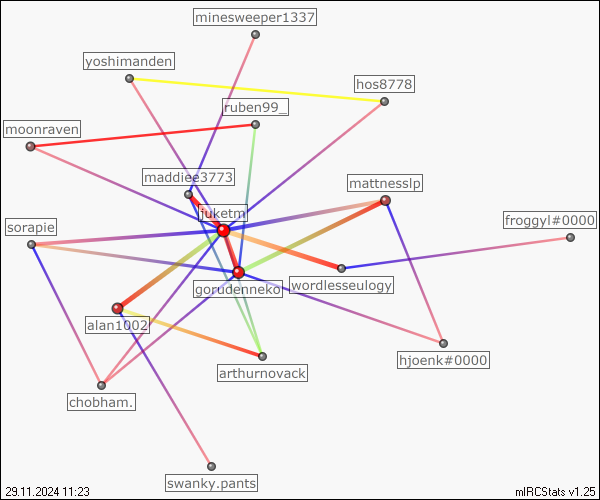 minesweeper1337
yoshimanden
hos8778
ruben99_
moonraven
maddiee3773
mattnesslp
juketm
froggyl#0000
sorapie
gorudenneko
wordlesseulogy
alan1002
hjoenk#0000
arthurnovack
chobham.
swanky.pants
29.11.2024 11:23
mIRCStats v1.25